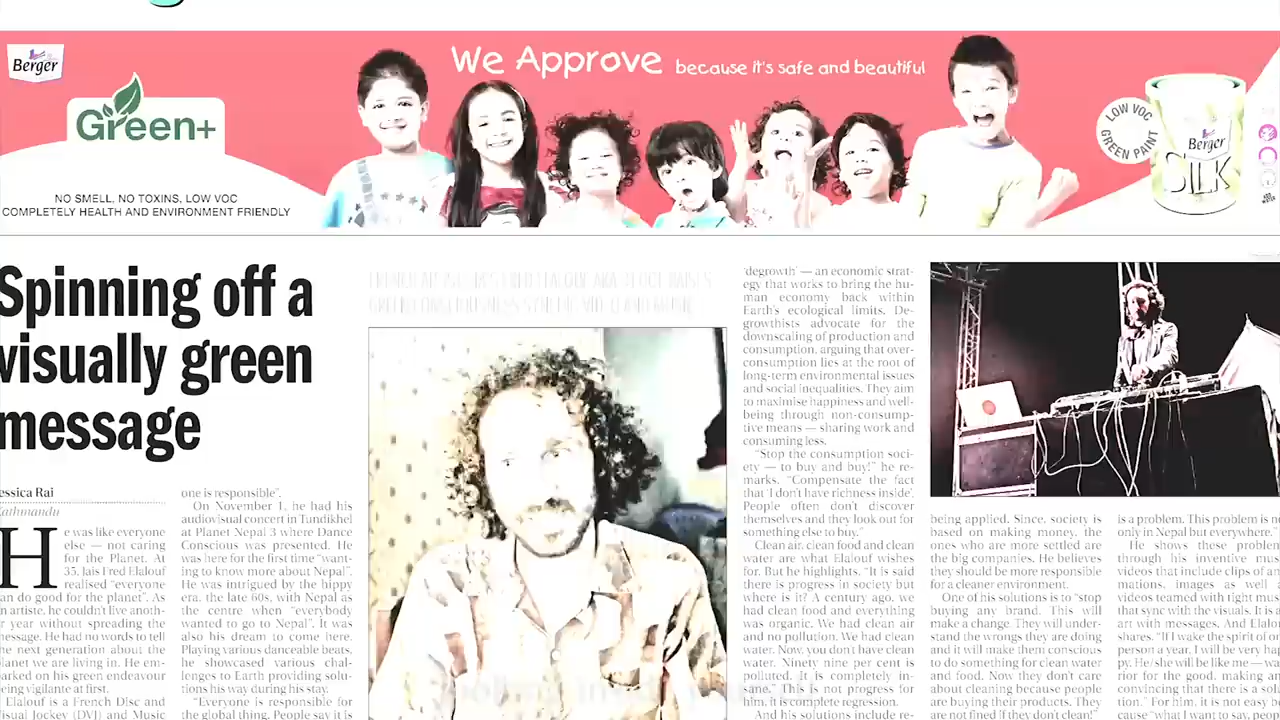 Berger
Green+
NO SMELL, NO TOXINS, LOW VOC
COMPLETELY HEALTH AND ENVIRONMENT FRIENDLY
We Approve because it's safe and beautiful
LOW VOC
GREEN PAINT
Berger
SILK
Spinning off a
visually green
message
essica Rai
Kathmandu
He was like everyone
else — not caring
for the Planet. At
35, Jais Fred Elalouf
realised "everyone
an do good for the planet". As
n artiste, he couldn't live anoth-
r year without spreading the
message. He had no words to tell
he next generation about the
lanet we are living in. He em-
arked on his green endeavour
eing vigilante at first.
Elalouf is a French Disc and
isual Jockey (DVJ) and Music
one is responsible".
On November 1, he had his
audiovisual concert in Tundikhel
at Planet Nepal 3 where Dance
Conscious was presented. He
was here for the first time "want-
ing to know more about Nepal".
He was intrigued by the hippy
era, the late 60s, with Nepal as
the centre when "everybody
wanted to go to Nepal". It was
also his dream to come here.
Playing various danceable beats,
he showcased various chal-
lenges to Earth providing solu-
tions his way during his stay.
"Everyone is responsible for
the global thing. People say it is
'degrowth' — an economic strat-
egy that works to bring the hu-
man economy back within
Earth's ecological limits. De-
growthists advocate for the
downscaling of production and
consumption, arguing that over-
consumption lies at the root of
long-term environmental issues
and social inequalities. They aim
to maximise happiness and well-
being through non-consump-
tive means — sharing work and
consuming less.
"Stop the consumption soci-
ety — to buy and buy!" he re-
marks. "Compensate the fact
that 'I don't have richness inside'.
People often don't discover
themselves and they look out for
something else to buy."
Clean air, clean food and clean
water are what Elalouf wishes
for. But he highlights, "It is said
there is progress in society but
where is it? A century ago, we
had clean food and everything
was organic. We had clean air
and no pollution. We had clean
water. Now, you don't have clean
water. Ninety nine per cent is
polluted. It is completely in-
sane." This is not progress for
him, it is complete regression.
And his solutions include re-
being applied. Since, society is
based on making money, the
ones who are more settled are
the big companies. He believes
they should be more responsible
for a cleaner environment.
One of his solutions is to "stop
buying any brand. This will
make a change. They will under-
stand the wrongs they are doing
and it will make them conscious
to do something for clean water
and food. Now they don't care
about cleaning because people
are buying their products. They
are not fined if they don't clean!"
is a problem. This problem is n
only in Nepal but everywhere."
He shows these problem
through his inventive musi
videos that include clips of an
mations, images as well a
videos teamed with tight mus
that sync with the visuals. It is a
art with messages. And Elalou
shares, "If I wake the spirit of on
person a year, I will be very ha
py. He/she will be like me — wa
rior for the good, making an
convincing that there is a solu
tion. For him, it is not easy b
cause "what I want to say, peop